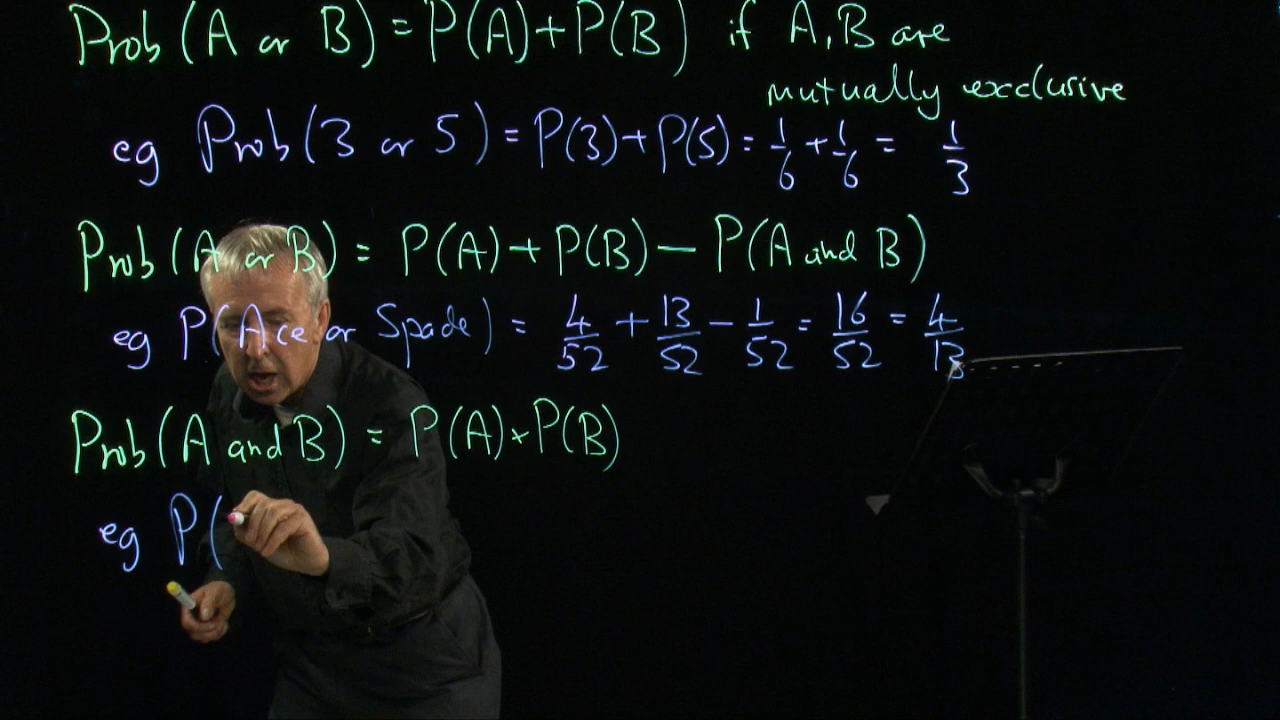 Prob (A or B) = P(A) + P(B) if A, B are
mutually exclusive
eg Prob (3 or 5) = P(3) + P(5) = 1/6 + 1/6 = 1/3
Prob (A or B) = P(A) + P(B) - P(A and B)
eg P(Ace or Spade) = 4/52 + 13/52 - 1/52 = 16/52 = 4/13
Prob (A and B) = P(A) × P(B)
eg P(